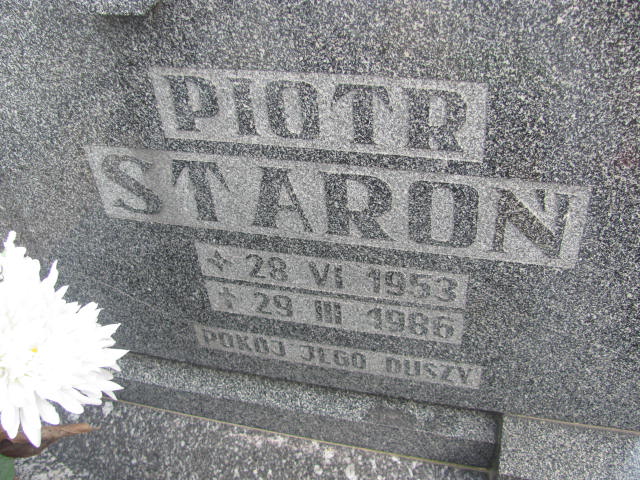 PIOTR
STAROŃ
28 VI 1953
29 III 1986
POKÓJ JEGO DUSZY